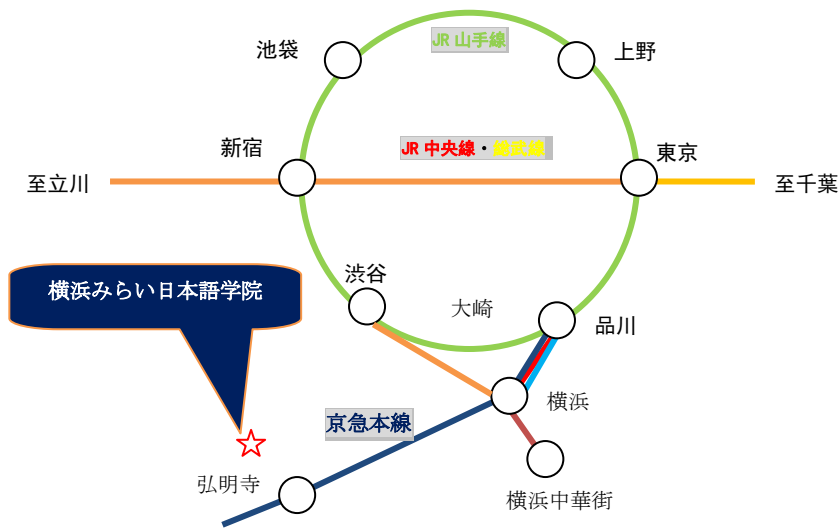 JR 山手線
池袋
上野
新宿
JR 中央線・総武線
東京
至立川
至千葉
横浜みらい日本語学院
渋谷
大崎
品川
横浜
京急本線
弘明寺
横浜中華街